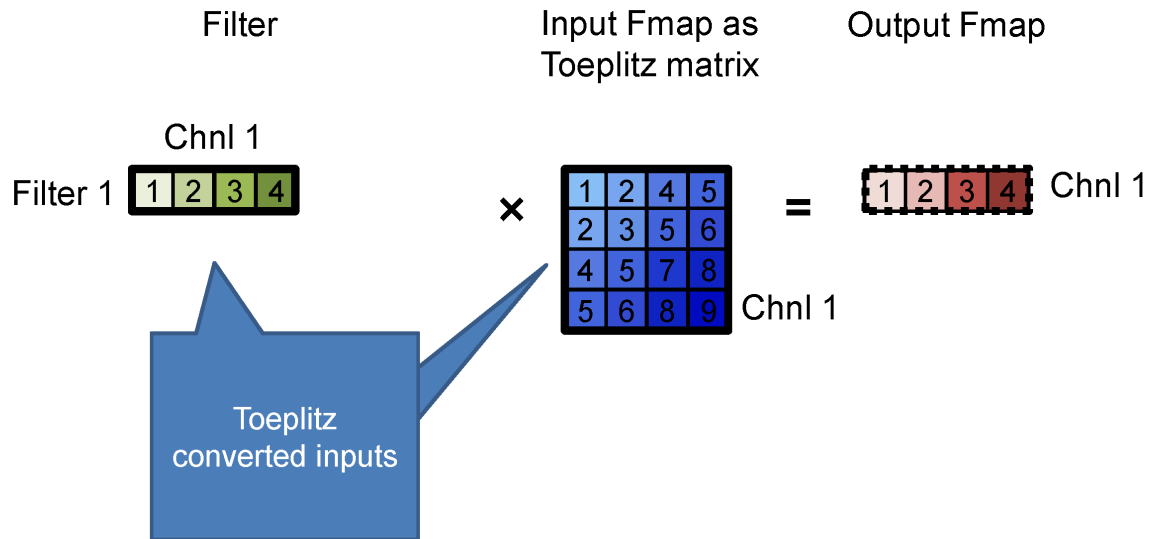 Filter
Input Fmap as
Toeplitz matrix
Output Fmap
Chnl 1
Filter 1
1 2 3 4
×
1 2 4 5
2 3 5 6
4 5 7 8
5 6 8 9
Chnl 1
=
1 2 3 4
Chnl 1
Toeplitz
converted inputs